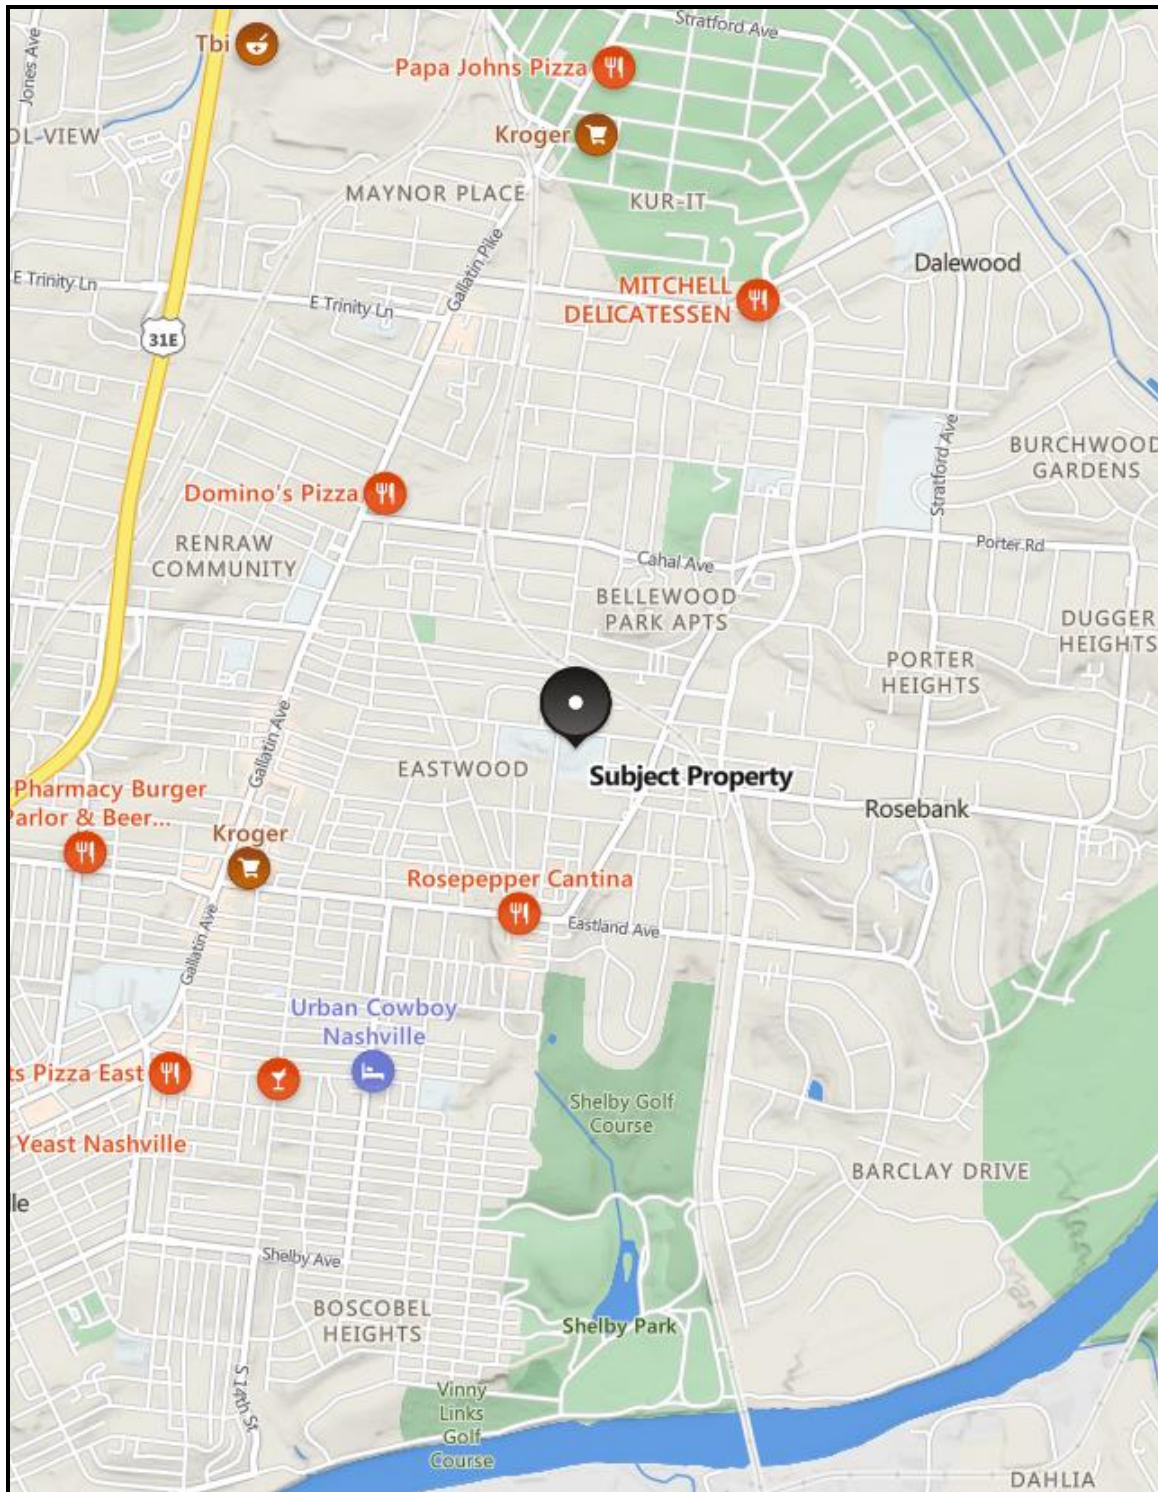 Stratford Ave
Tbi
Jones Ave
Papa Johns Pizza
Kroger
OL-VIEW
MAYNOR PLACE
KUR-IT
Gallatin Pike
Dalewood
E Trinity Ln
MITCHELL
DELICATESSEN
E Trinity Ln
31E
Stratford Ave
BURCHWOOD
GARDENS
Domino's Pizza
RENRAW
COMMUNITY
Porter Rd
Cahal Ave
BELLEWOOD
PARK APTS
DUGGER
HEIGHTS
PORTER
HEIGHTS
Gallatin Ave
EASTWOOD
Subject Property
Pharmacy Burger
Parlor & Beer...
Rosebank
Kroger
Rosepepper Cantina
Eastland Ave
Gallatin Ave
Urban Cowboy
Nashville
ts Pizza East
Shelby Golf
Course
Yeast Nashville
BARCLAY DRIVE
le
Shelby Ave
BOSCOBEL
HEIGHTS
Shelby Park
S 14th St
Vinny
Links
Golf
Course
DAHLIA